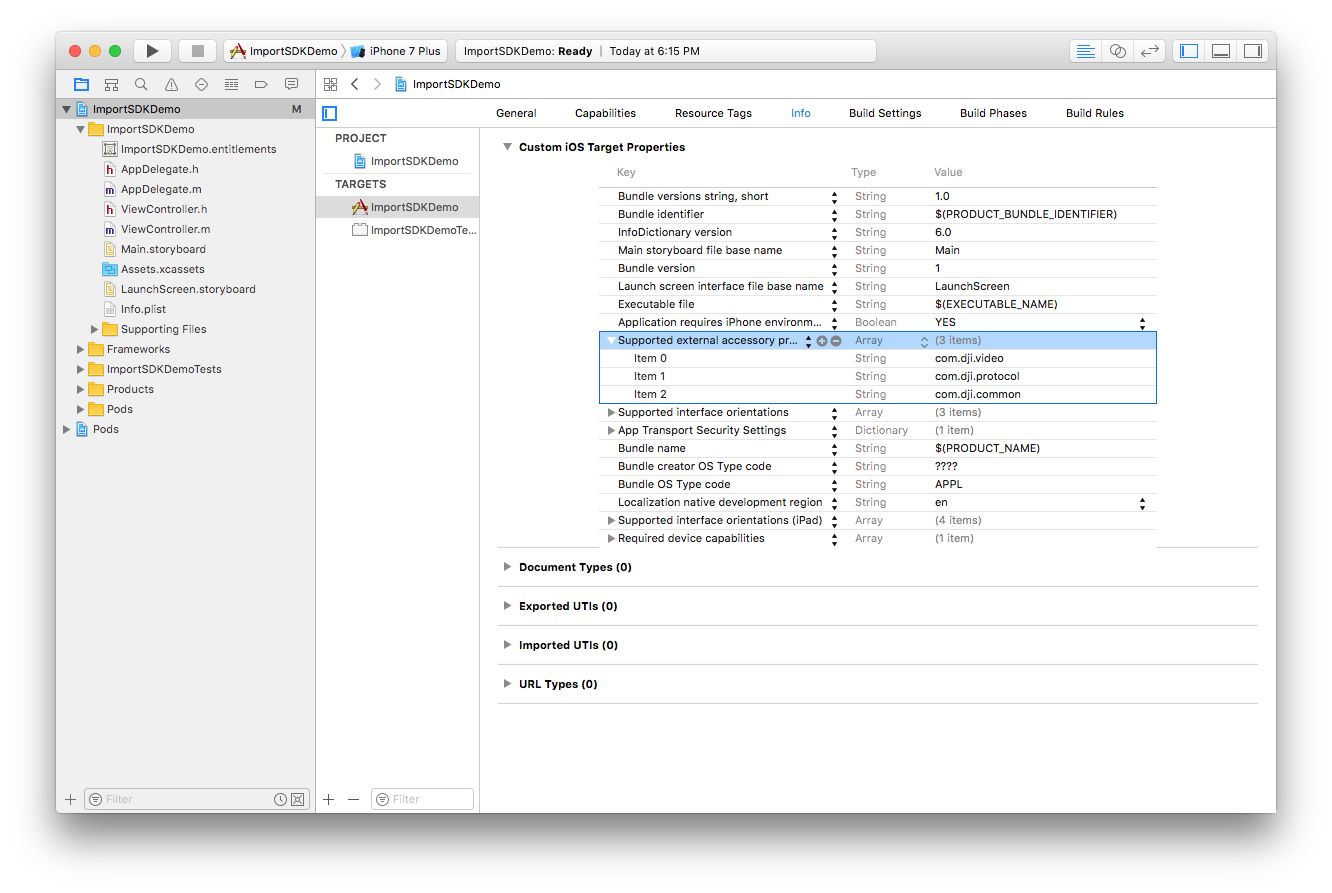 ImportSDKDemo iPhone 7 Plus ImportSDKDemo: Ready | Today at 6:15 PM
ImportSDKDemo
ImportSDKDemo M
ImportSDKDemo
ImportSDKDemo.entitlements
AppDelegate.h
AppDelegate.m
ViewController.h
ViewController.m
Main.storyboard
Assets.xcassets
LaunchScreen.storyboard
Info.plist
Supporting Files
Frameworks
ImportSDKDemoTests
Products
Pods
Pods
Filter
PROJECT
ImportSDKDemo
TARGETS
ImportSDKDemo
ImportSDKDemoTe...
Filter
General Capabilities Resource Tags Info Build Settings Build Phases Build Rules
Custom iOS Target Properties
Key Type Value
Bundle versions string, short String 1.0
Bundle identifier String $(PRODUCT_BUNDLE_IDENTIFIER)
InfoDictionary version String 6.0
Main storyboard file base name String Main
Bundle version String 1
Launch screen interface file base name String LaunchScreen
Executable file String $(EXECUTABLE_NAME)
Application requires iPhone environm... Boolean YES
Supported external accessory pr... Array (3 items)
Item 0 String com.dji.video
Item 1 String com.dji.protocol
Item 2 String com.dji.common
Supported interface orientations Array (3 items)
App Transport Security Settings Dictionary (1 item)
Bundle name String $(PRODUCT_NAME)
Bundle creator OS Type code String ????
Bundle OS Type code String APPL
Localization native development region String en
Supported interface orientations (iPad) Array (4 items)
Required device capabilities Array (1 item)
Document Types (0)
Exported UTIs (0)
Imported UTIs (0)
URL Types (0)